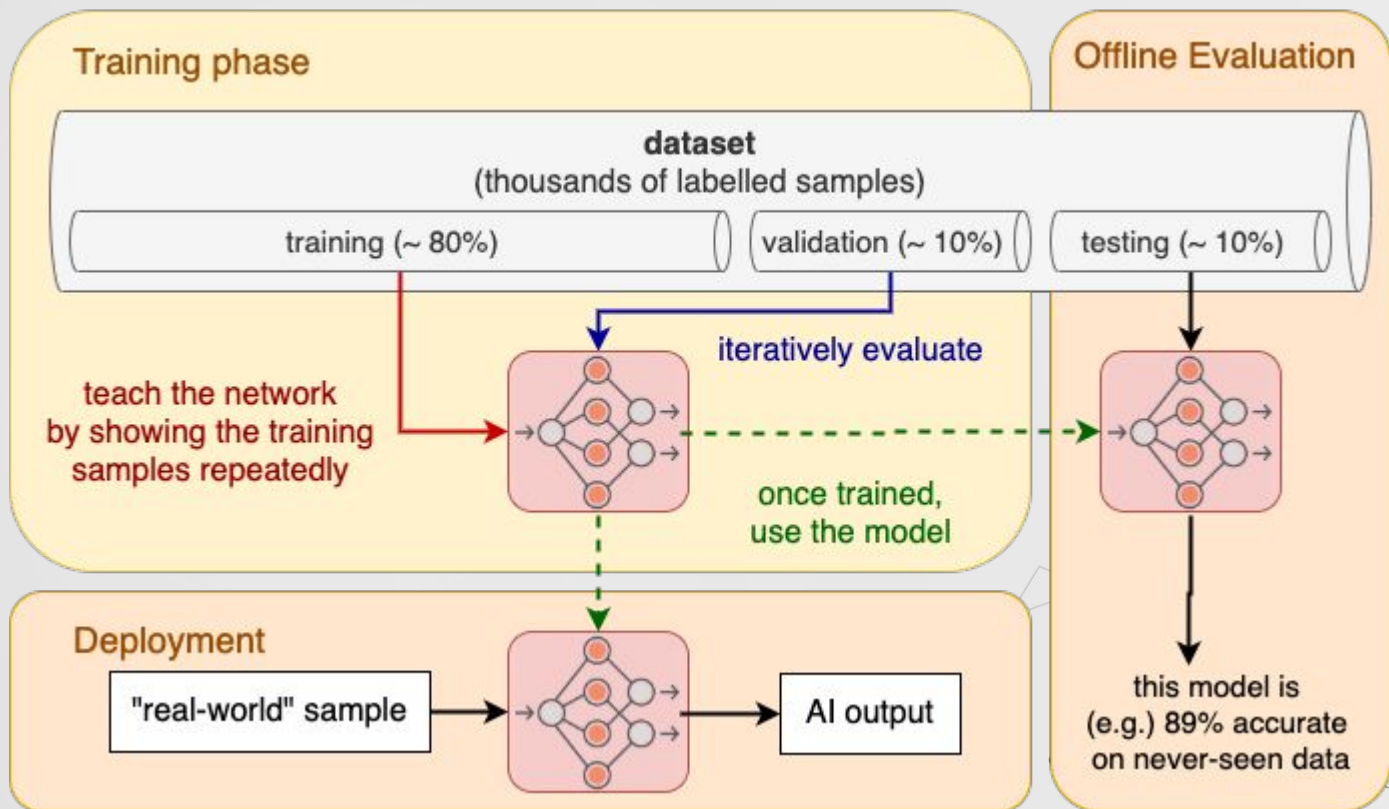 Training phase
Offline Evaluation
dataset
(thousands of labelled samples)
training (~ 80%)
validation (~ 10%)
testing (~ 10%)
iteratively evaluate
teach the network
by showing the training
samples repeatedly
once trained,
use the model
Deployment
"real-world" sample
AI output
this model is
(e.g.) 89% accurate
on never-seen data